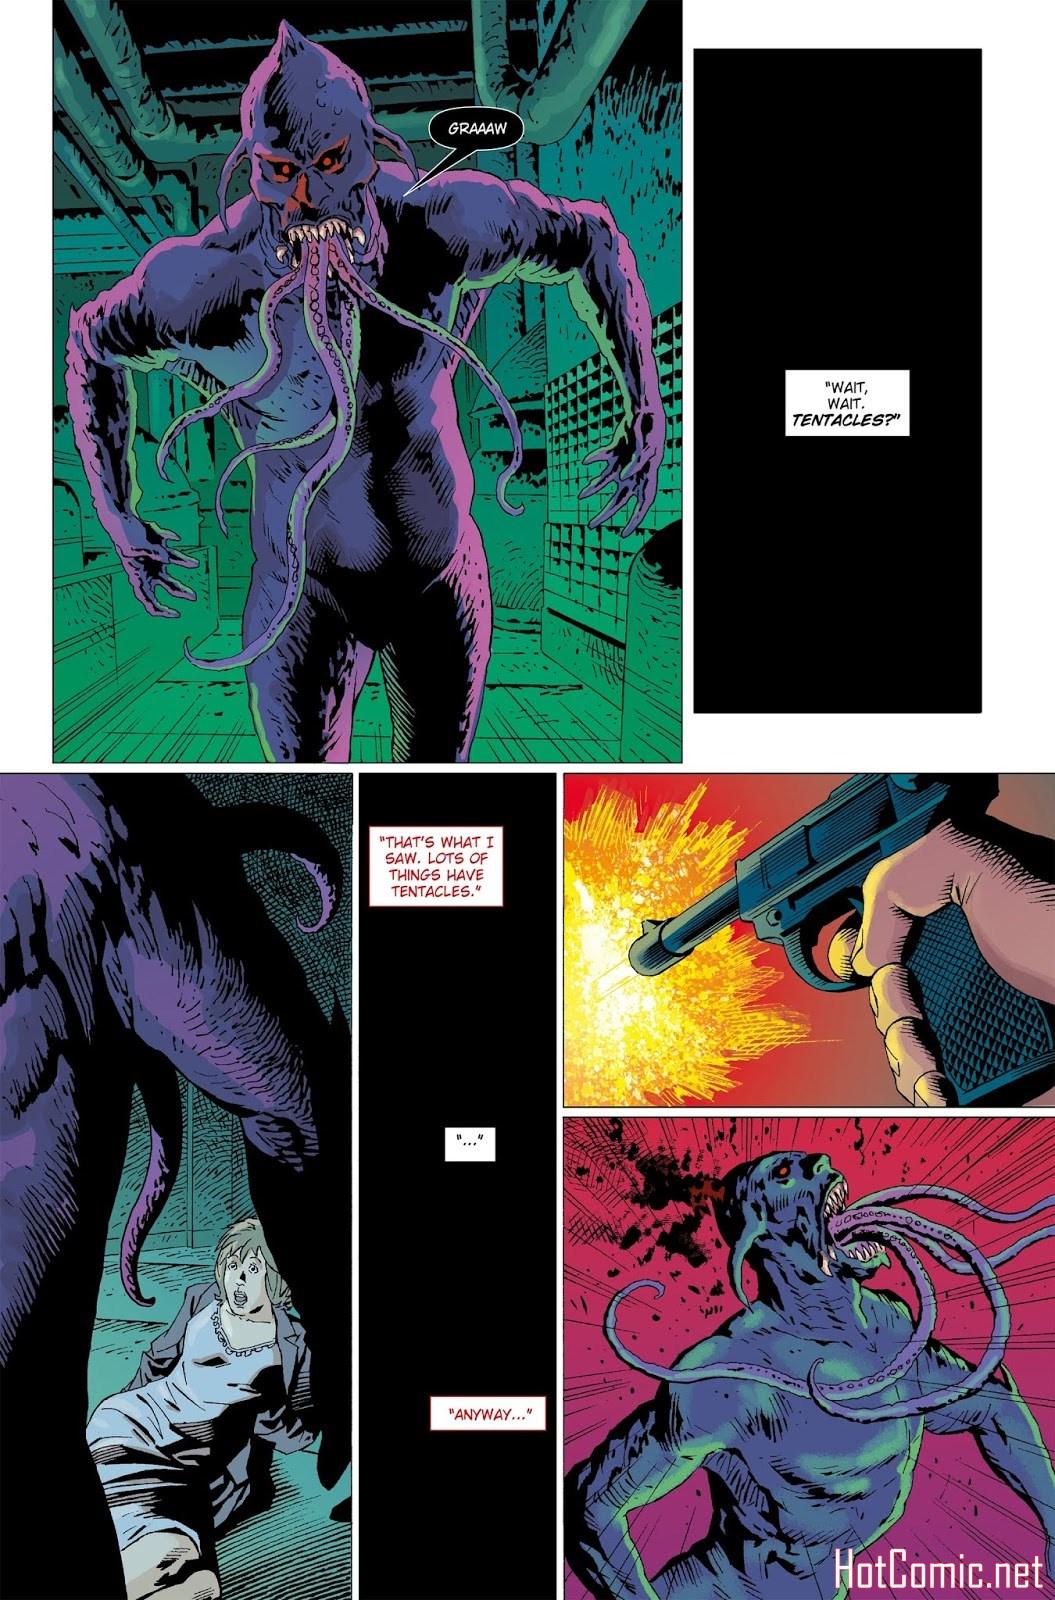 GRAAAW
"WAIT,
WAIT.
TENTACLES?"
"THAT'S WHAT I
SAW. LOTS OF
THINGS HAVE
TENTACLES."
"..."
"ANYWAY..."
HotComic.net